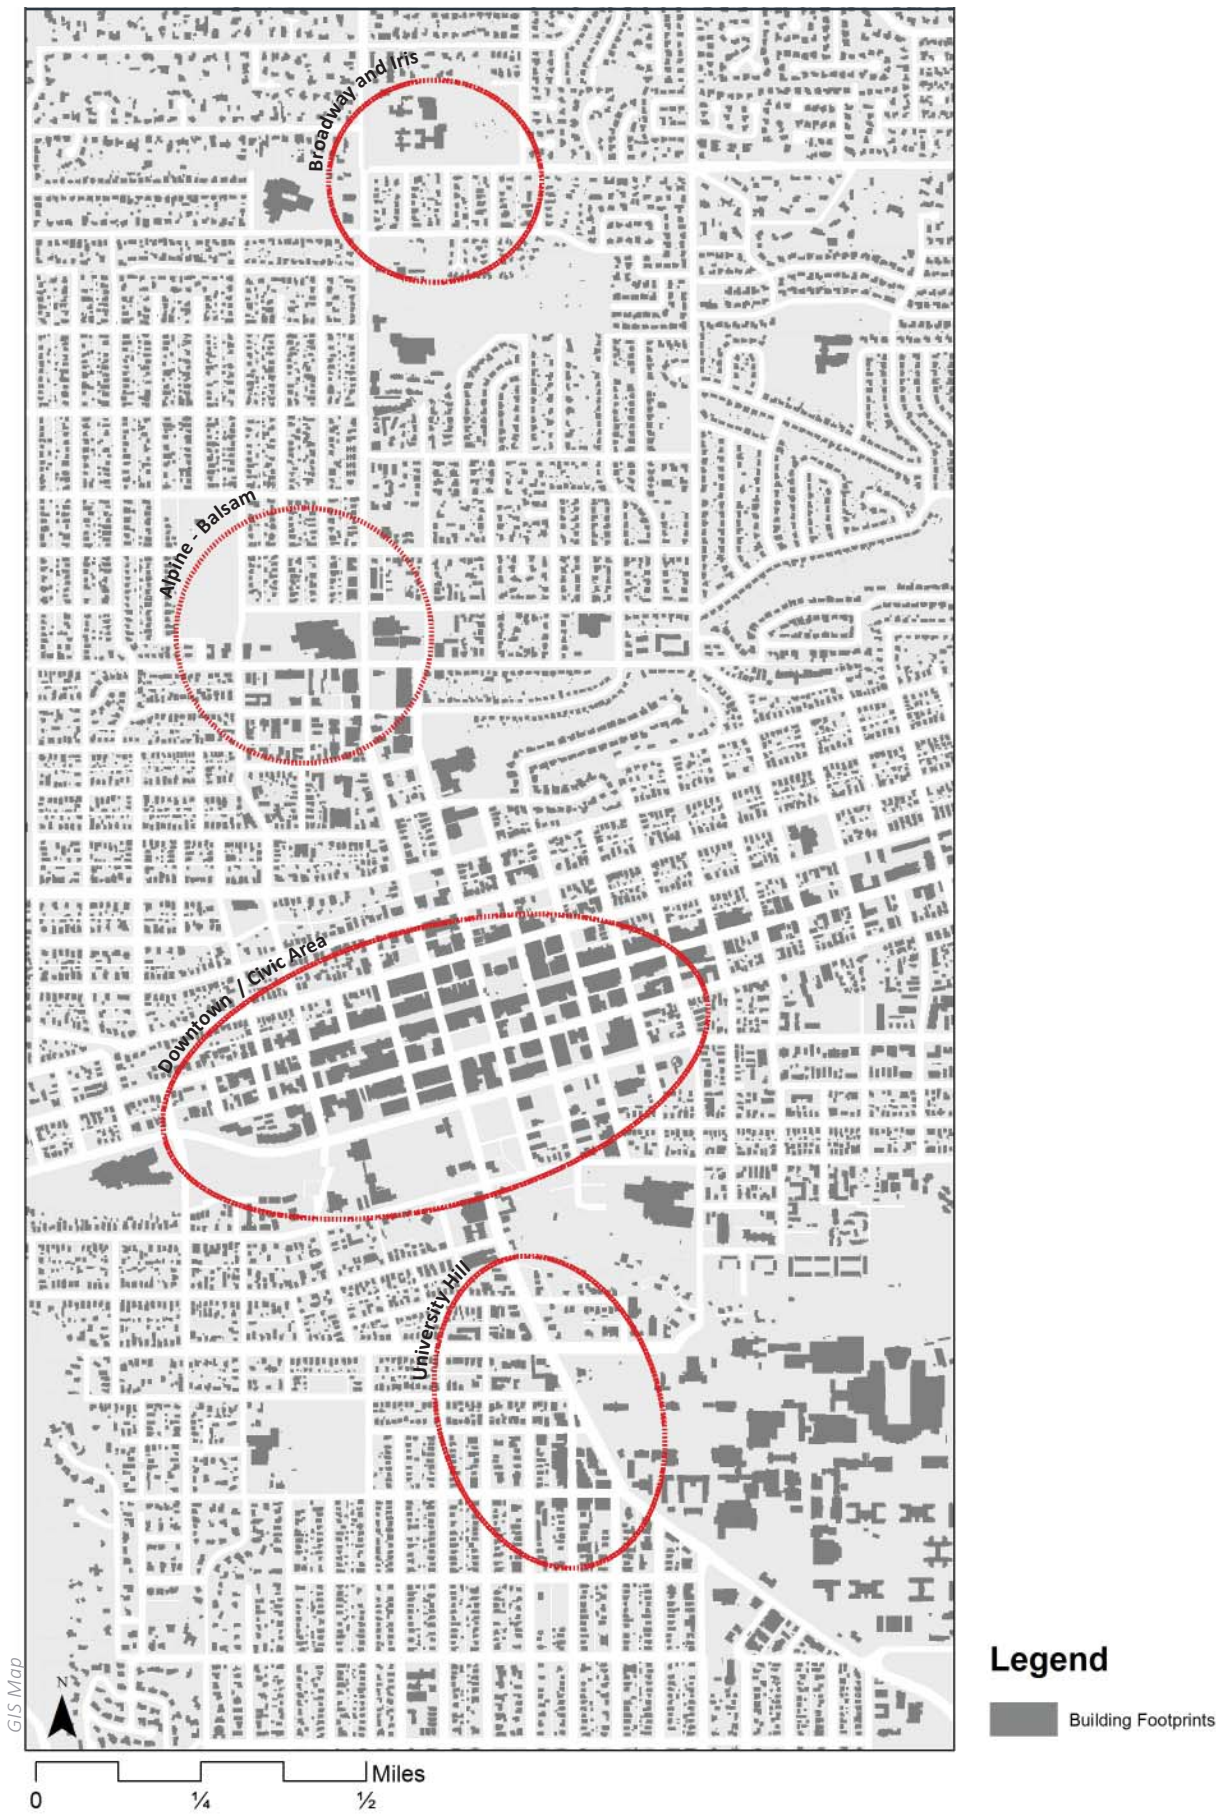 Broadway and Iris
Alpine - Balsam
Downtown / Civic Area
University Hill
GIS Map
N
0 ¼ ½ Miles
Legend
Building Footprints